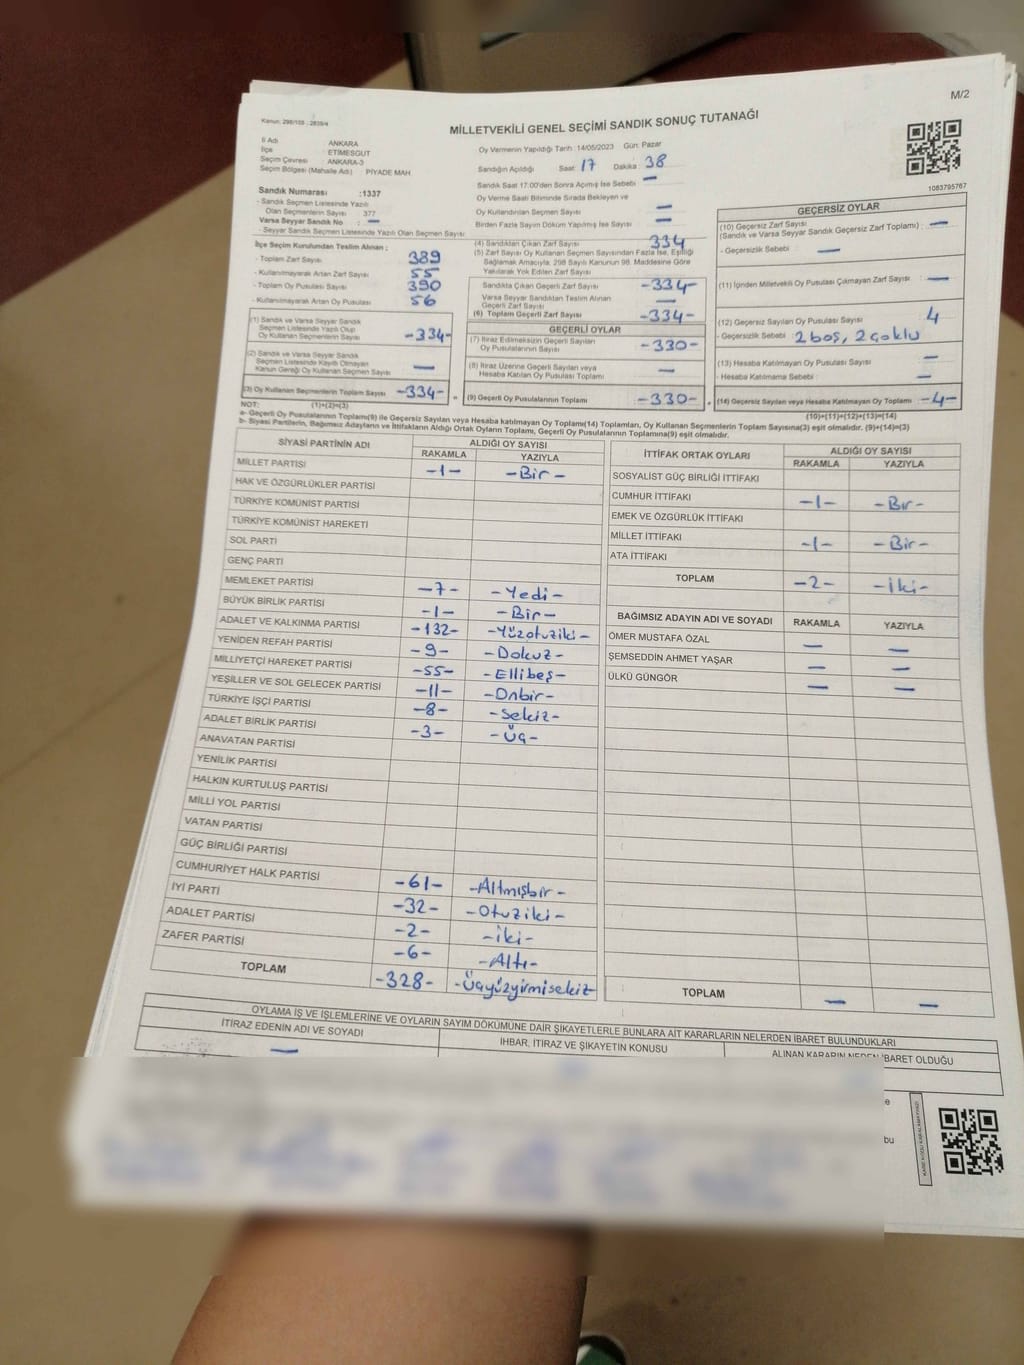 M/2
Kanun: 298/105 ; 2839/4
MİLLETVEKİLİ GENEL SEÇİMİ SANDIK SONUÇ TUTANAĞI
İl Adı : ANKARA
İlçe : ETİMESGUT
Seçim Çevresi : ANKARA-3
Seçim Bölgesi (Mahalle Adı) : PİYADE MAH
Sandık Numarası :1337
- Sandık Seçmen Listesinde Yazılı
Olan Seçmenlerin Sayısı : 377
Varsa Seyyar Sandık No : —
- Seyyar Sandık Seçmen Listesinde Yazılı Olan Seçmen Sayısı:
Oy Vermenin Yapıldığı Tarih :14/05/2023 Gün: Pazar
Sandığın Açıldığı Saat: 17 Dakika: 38
Sandık Saat 17:00'den Sonra Açılmış İse Sebebi : —
Oy Verme Saati Bitiminde Sırada Bekleyen ve
Oy Kullandırılan Seçmen Sayısı —
Birden Fazla Sayım Döküm Yapılmış İse Sayısı —
1083795767
İlçe Seçim Kurulundan Teslim Alınan ;
- Toplam Zarf Sayısı : 389
- Kullanılmayarak Artan Zarf Sayısı : 55
- Toplam Oy Pusulası Sayısı : 390
- Kullanılmayarak Artan Oy Pusulası : 56
(1) Sandık ve Varsa Seyyar Sandık
Seçmen Listesinde Yazılı Olup
Oy Kullanan Seçmen Sayısı -334-
(2) Sandık ve Varsa Seyyar Sandık
Seçmen Listesinde Kaydı Olmayan
Kanun Gereği Oy Kullanan Seçmen Sayısı —
(3) Oy Kullanan Seçmenlerin Toplam Sayısı -334-
(4) Sandıktan Çıkan Zarf Sayısı 334
(5) Zarf Sayısı Oy Kullanan Seçmen Sayısından Fazla İse, Eşitliği
Sağlamak Amacıyla, 298 Sayılı Kanunun 98. Maddesine Göre
Yakılarak Yok Edilen Zarf Sayısı
Sandıkta Çıkan Geçerli Zarf Sayısı -334-
Varsa Seyyar Sandıktan Teslim Alınan
Geçerli Zarf Sayısı —
(6) Toplam Geçerli Zarf Sayısı -334-
GEÇERLİ OYLAR
(7) İtiraz Edilmeksizin Geçerli Sayılan
Oy Pusulalarının Sayısı -330-
(8) İtiraz Üzerine Geçerli Sayılan veya
Hesaba Katılan Oy Pusulası Toplamı —
(9) Geçerli Oy Pusulalarının Toplamı -330-
GEÇERSİZ OYLAR
(10) Geçersiz Zarf Sayısı —
(Sandık ve Varsa Seyyar Sandık Geçersiz Zarf Toplamı) :
- Geçersizlik Sebebi : —
(11) İçinden Milletvekili Oy Pusulası Çıkmayan Zarf Sayısı : —
(12) Geçersiz Sayılan Oy Pusulası Sayısı : 4
- Geçersizlik Sebebi : 2 boş, 2 çoklu
(13) Hesaba Katılmayan Oy Pusulası Sayısı : —
- Hesaba Katılmama Sebebi : —
(14) Geçersiz Sayılan veya Hesaba Katılmayan Oy Toplamı -4-
NOT: (1)+(2)=(3)
(10)+(11)+(12)+(13)=(14)
a- Geçerli Oy Pusulalarının Toplamı(9) ile Geçersiz Sayılan veya Hesaba katılmayan Oy Toplamı(14) Toplamları, Oy Kullanan Seçmenlerin Toplam Sayısına(3) eşit olmalıdır. (9)+(14)=(3)
b- Siyasi Partilerin, Bağımsız Adayların ve İttifakların Aldığı Ortak Oyların Toplamı, Geçerli Oy Pusulalarının Toplamına(9) eşit olmalıdır.
SİYASİ PARTİNİN ADI ALDIĞI OY SAYISI
RAKAMLA YAZIYLA
MİLLET PARTİSİ -1- -Bir-
HAK VE ÖZGÜRLÜKLER PARTİSİ
TÜRKİYE KOMÜNİST PARTİSİ
TÜRKİYE KOMÜNİST HAREKETİ
SOL PARTİ
GENÇ PARTİ
MEMLEKET PARTİSİ -7- -Yedi-
BÜYÜK BİRLİK PARTİSİ -1- -Bir-
ADALET VE KALKINMA PARTİSİ -132- -Yüzotuziki-
YENİDEN REFAH PARTİSİ -9- -Dokuz-
MİLLİYETÇİ HAREKET PARTİSİ -55- -Ellibeş-
YEŞİLLER VE SOL GELECEK PARTİSİ -11- -Onbir-
TÜRKİYE İŞÇİ PARTİSİ -8- -Sekiz-
ADALET BİRLİK PARTİSİ -3- -Üç-
ANAVATAN PARTİSİ
YENİLİK PARTİSİ
HALKIN KURTULUŞ PARTİSİ
MİLLİ YOL PARTİSİ
VATAN PARTİSİ
GÜÇ BİRLİĞİ PARTİSİ
CUMHURİYET HALK PARTİSİ -61- -Altmışbir-
İYİ PARTİ -32- -Otuziki-
ADALET PARTİSİ -2- -iki-
ZAFER PARTİSİ -6- -Altı-
TOPLAM -328- -Üçyüzyirmisekiz-
İTTİFAK ORTAK OYLARI ALDIĞI OY SAYISI
RAKAMLA YAZIYLA
SOSYALİST GÜÇ BİRLİĞİ İTTİFAKI
CUMHUR İTTİFAKI -1- -Bir-
EMEK VE ÖZGÜRLÜK İTTİFAKI
MİLLET İTTİFAKI -1- -Bir-
ATA İTTİFAKI
TOPLAM -2- -İki-
BAĞIMSIZ ADAYIN ADI VE SOYADI RAKAMLA YAZIYLA
ÖMER MUSTAFA ÖZAL — —
ŞEMSEDDİN AHMET YAŞAR — —
ÜLKÜ GÜNGÖR — —
TOPLAM — —
OYLAMA İŞ VE İŞLEMLERİNE VE OYLARIN SAYIM DÖKÜMÜNE DAİR ŞİKAYETLERLE BUNLARA AİT KARARLARIN NELERDEN İBARET BULUNDUKLARI
İTİRAZ EDENİN ADI VE SOYADI İHBAR, İTİRAZ VE ŞİKAYETİN KONUSU ALINAN KARARIN NEDEN İBARET OLDUĞU
—
bu